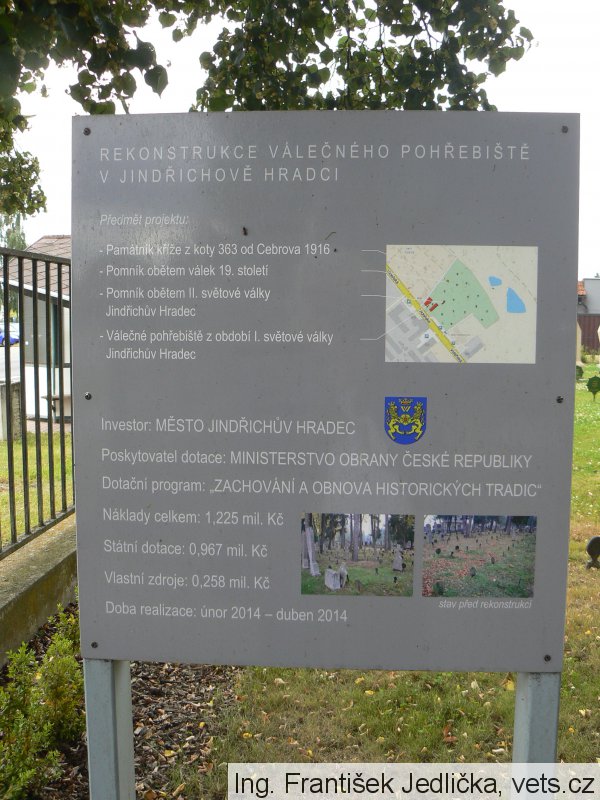 REKONSTRUKCE VÁLEČNÉHO POHŘEBIŠTĚ
V JINDŘICHOVĚ HRADCI
Předmět projektu:
- Památník kříže z koty 363 od Cebrova 1916
- Pomník obětem válek 19. století
- Pomník obětem II. světové války
Jindřichův Hradec
- Válečné pohřebiště z období I. světové války
Jindřichův Hradec
Investor: MĚSTO JINDŘICHŮV HRADEC
Poskytovatel dotace: MINISTERSTVO OBRANY ČESKÉ REPUBLIKY
Dotační program: „ZACHOVÁNÍ A OBNOVA HISTORICKÝCH TRADIC“
Náklady celkem: 1,225 mil. Kč
Státní dotace: 0,967 mil. Kč
Vlastní zdroje: 0,258 mil. Kč
stav před rekonstrukcí
Doba realizace: únor 2014 – duben 2014
Ing. František Jedlička, vets.cz